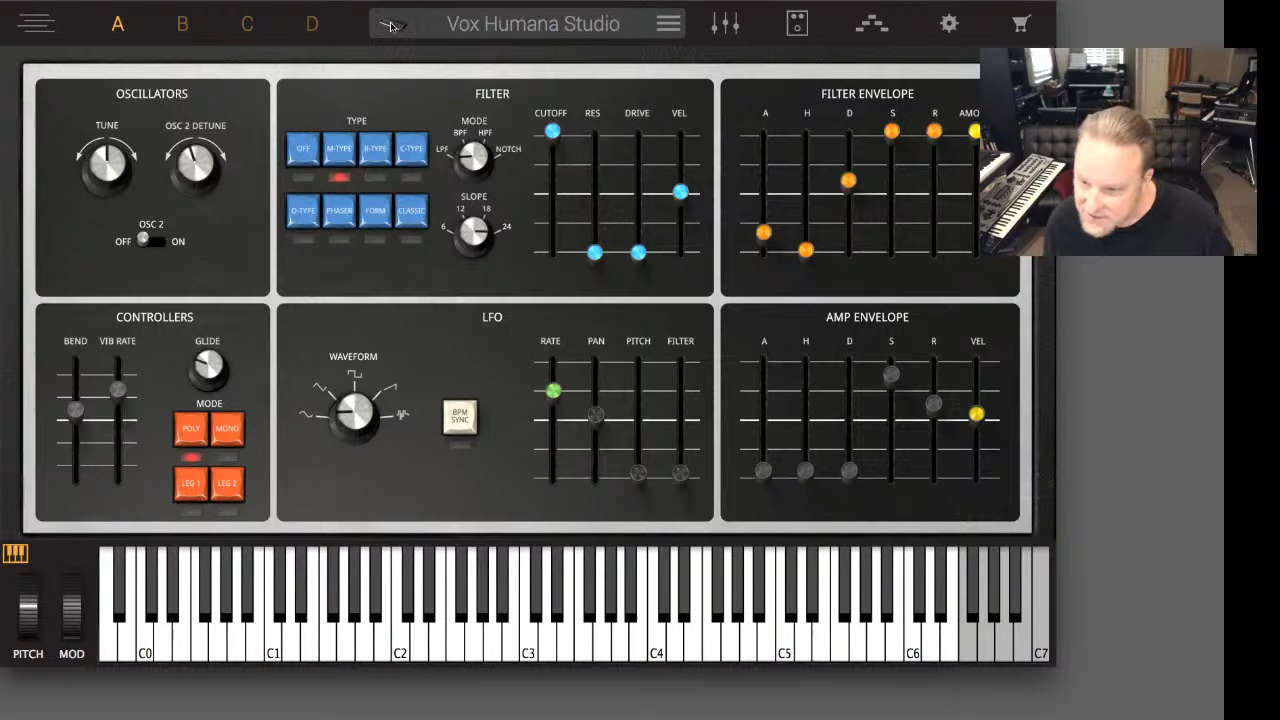 A B C D Vox Humana Studio
OSCILLATORS
TUNE OSC 2 DETUNE
OSC 2
OFF ON
FILTER
TYPE
OFF M-TYPE R-TYPE C-TYPE
D-TYPE PHASER FORM CLASSIC
MODE
BPF HPF
LPF NOTCH
SLOPE
12 18
6 24
CUTOFF RES DRIVE VEL
FILTER ENVELOPE
A H D S R AMO
CONTROLLERS
BEND VIB RATE GLIDE
MODE
POLY MONO
LEG 1 LEG 2
LFO
WAVEFORM
BPM
SYNC
RATE PAN PITCH FILTER
AMP ENVELOPE
A H D S R VEL
PITCH MOD
C0 C1 C2 C3 C4 C5 C6 C7